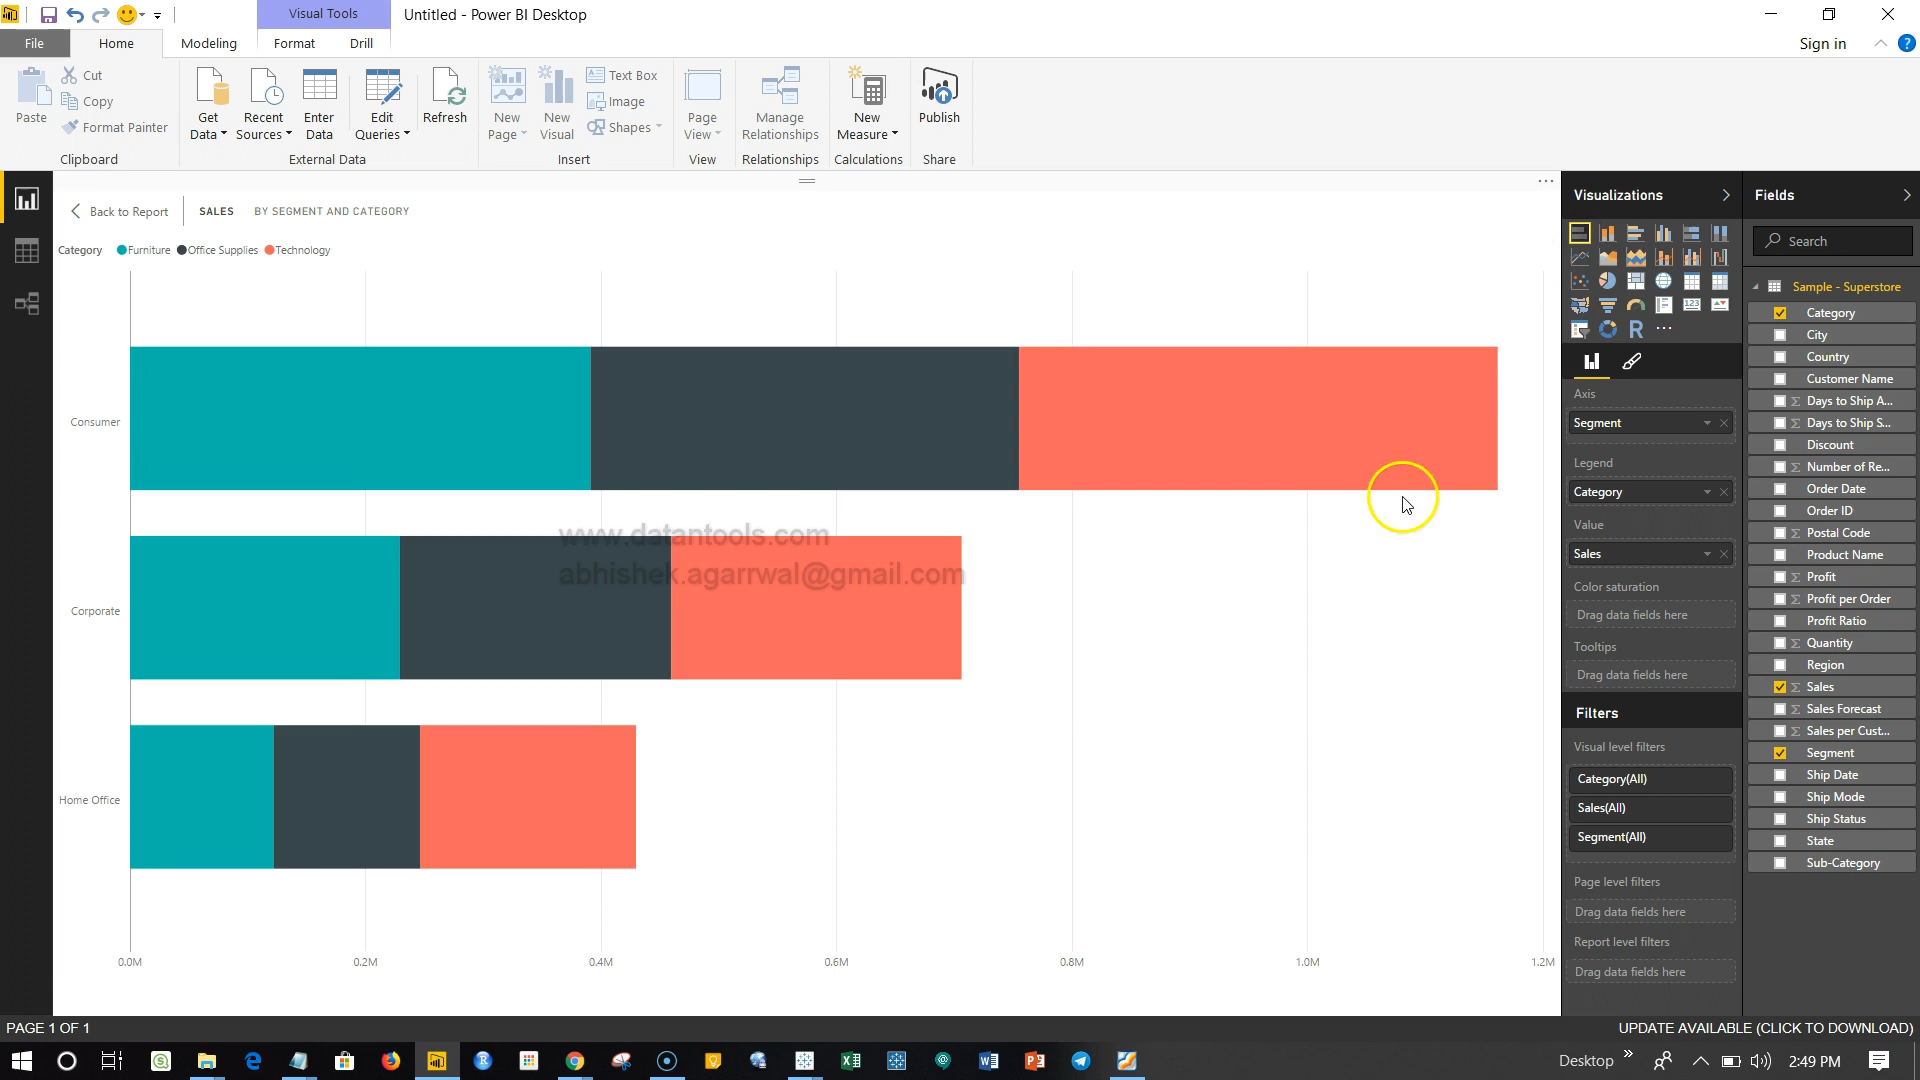 Visual Tools
Untitled - Power BI Desktop
File
Home
Modeling
Format
Drill
Sign in
?
Paste
Cut
Copy
Format Painter
Clipboard
Get Data
Recent Sources
Enter Data
Edit Queries
Refresh
External Data
New Page
New Visual
Text Box
Image
Shapes
Insert
Page View
View
Manage Relationships
Relationships
New Measure
Calculations
Publish
Share
Back to Report
SALES
BY SEGMENT AND CATEGORY
Category
Furniture
Office Supplies
Technology
Consumer
Corporate
Home Office
www.datantools.com
abhishek.agarrwal@gmail.com
0.0M
0.2M
0.4M
0.6M
0.8M
1.0M
1.2M
Visualizations
123
R
Axis
Segment
Legend
Category
Value
Sales
Color saturation
Drag data fields here
Tooltips
Drag data fields here
Filters
Visual level filters
Category(All)
Sales(All)
Segment(All)
Page level filters
Drag data fields here
Report level filters
Drag data fields here
Fields
Search
Sample - Superstore
Category
City
Country
Customer Name
Days to Ship A...
Days to Ship S...
Discount
Number of Re...
Order Date
Order ID
Postal Code
Product Name
Profit
Profit per Order
Profit Ratio
Quantity
Region
Sales
Sales Forecast
Sales per Cust...
Segment
Ship Date
Ship Mode
Ship Status
State
Sub-Category
PAGE 1 OF 1
UPDATE AVAILABLE (CLICK TO DOWNLOAD)
Desktop
2:49 PM